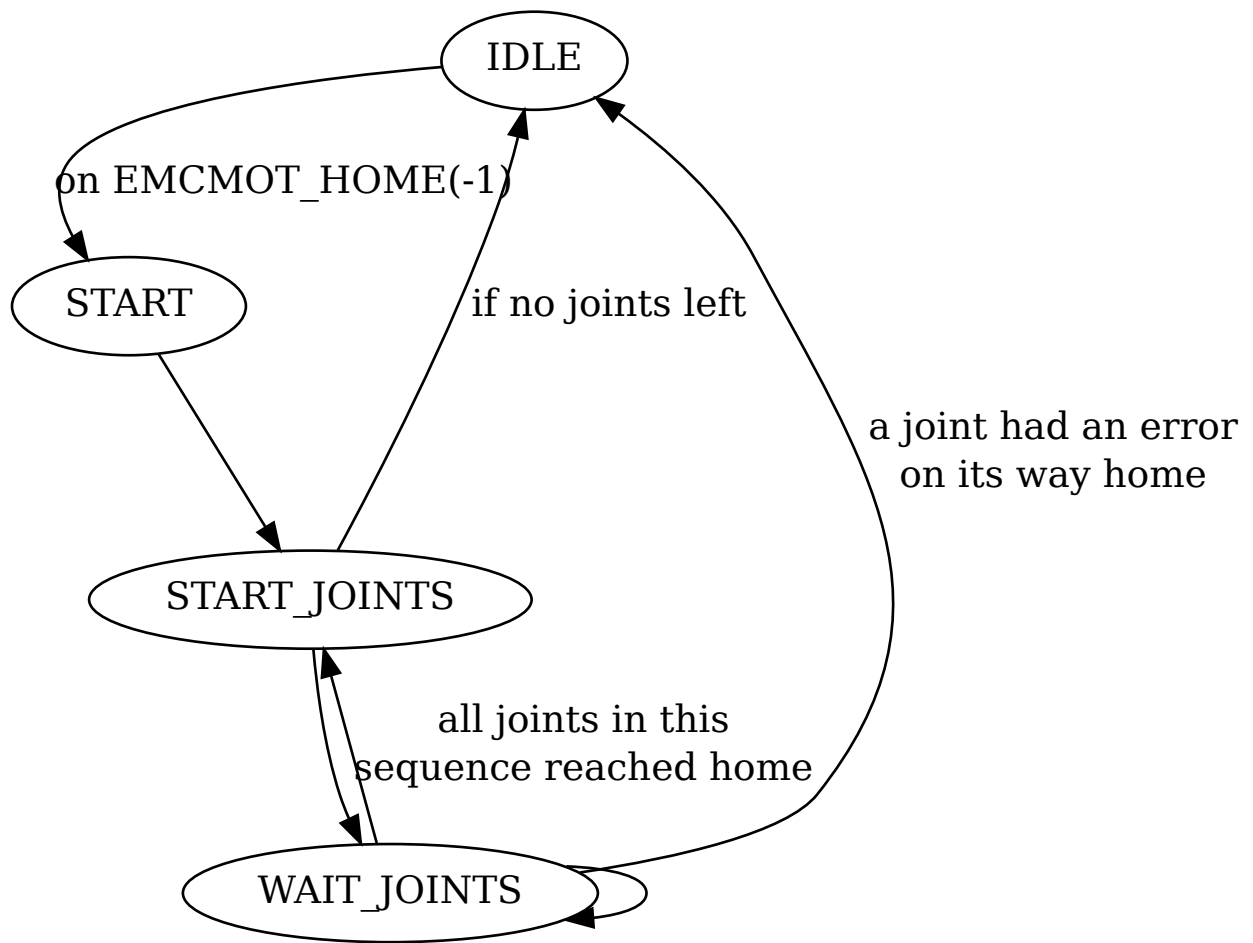 IDLE
on EMCMOT_HOME(-1)
START
if no joints left
a joint had an error
on its way home
START_JOINTS
all joints in this
sequence reached home
WAIT_JOINTS